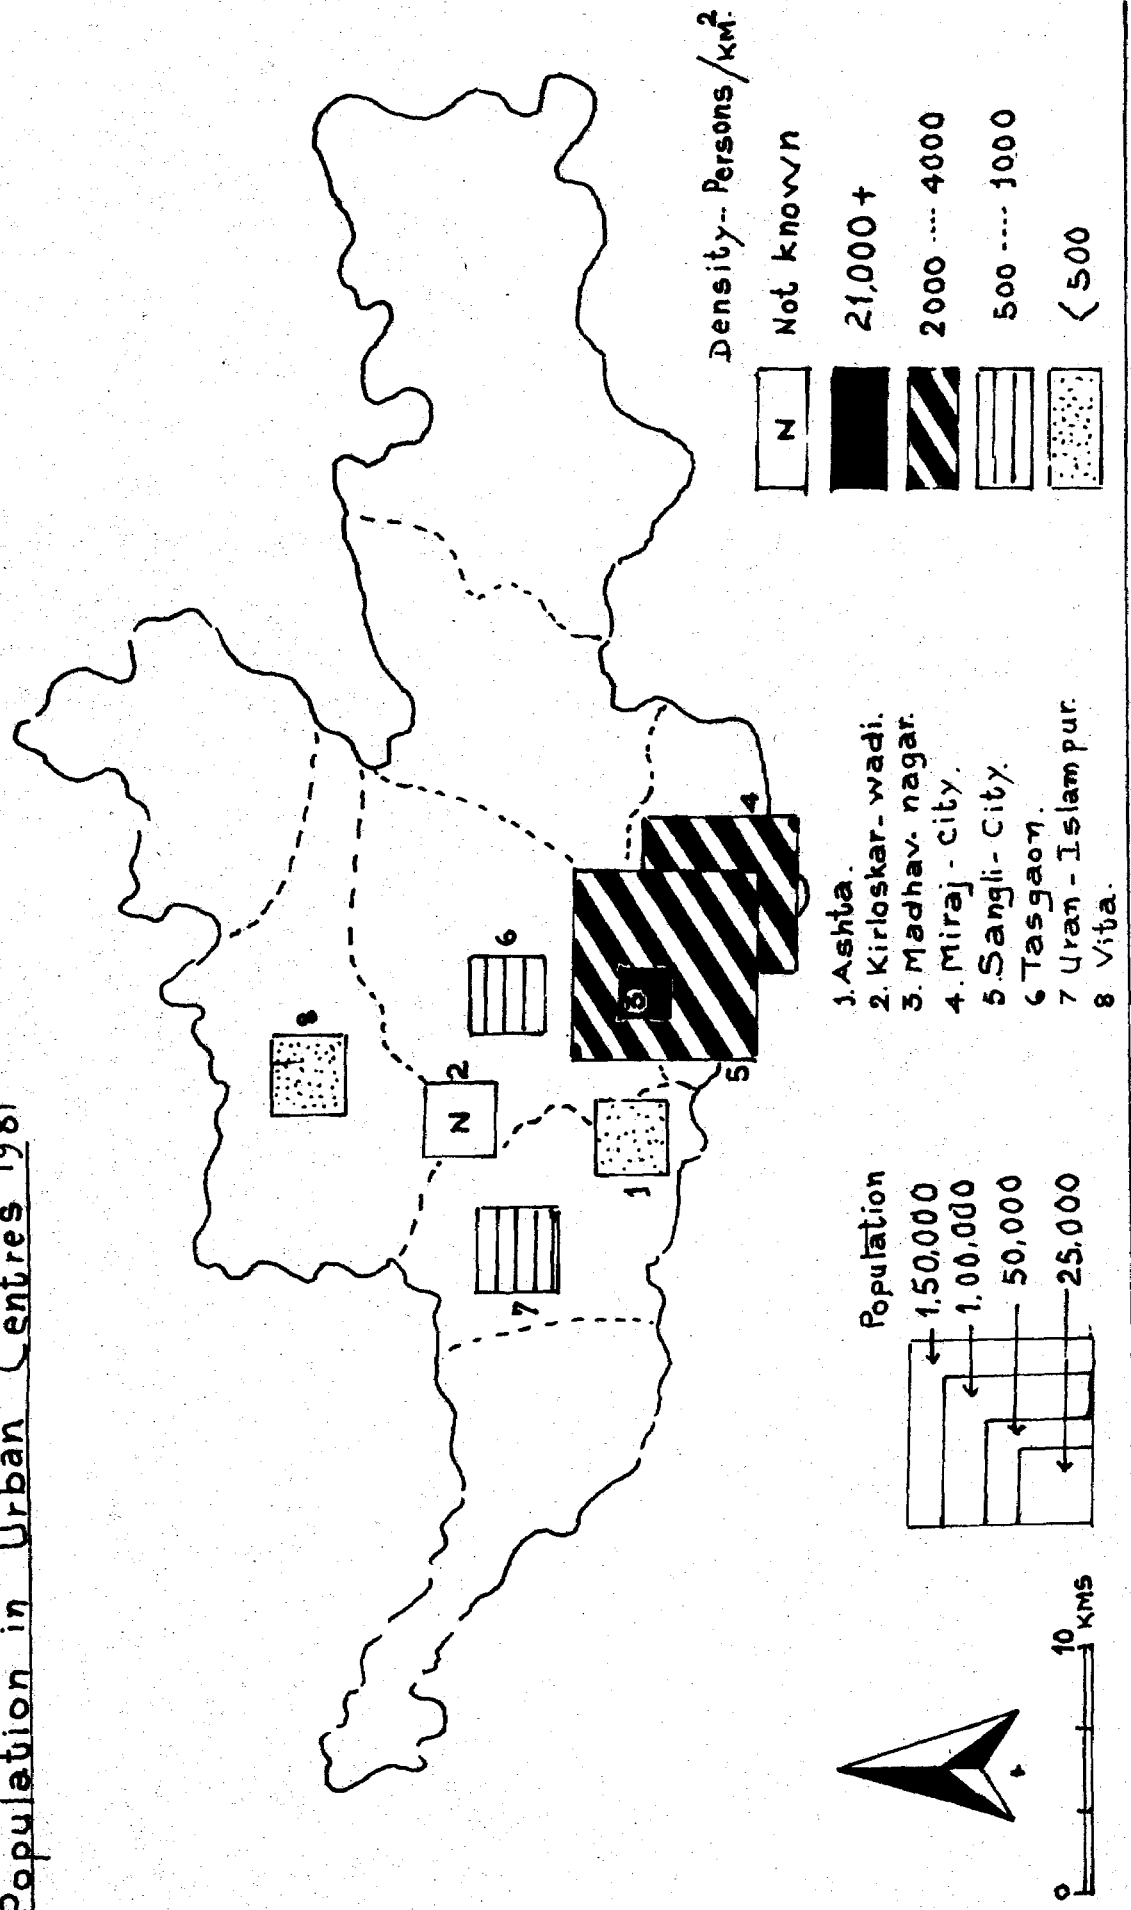 Population in Urban Centres 1981
8
2
N
6
7
1
3
5
4
0 10
KMS
Population
1,50,000
1,00,000
50,000
25,000
1. Ashta.
2. Kirloskar-wadi.
3. Madhav-nagar.
4. Miraj-City.
5. Sangli-City.
6 Tasgaon.
7 Uran-Islampur.
8 Vita.
Density--Persons/KM²
N Not known
21,000+
2000 ---- 4000
500 ---- 1000
<500